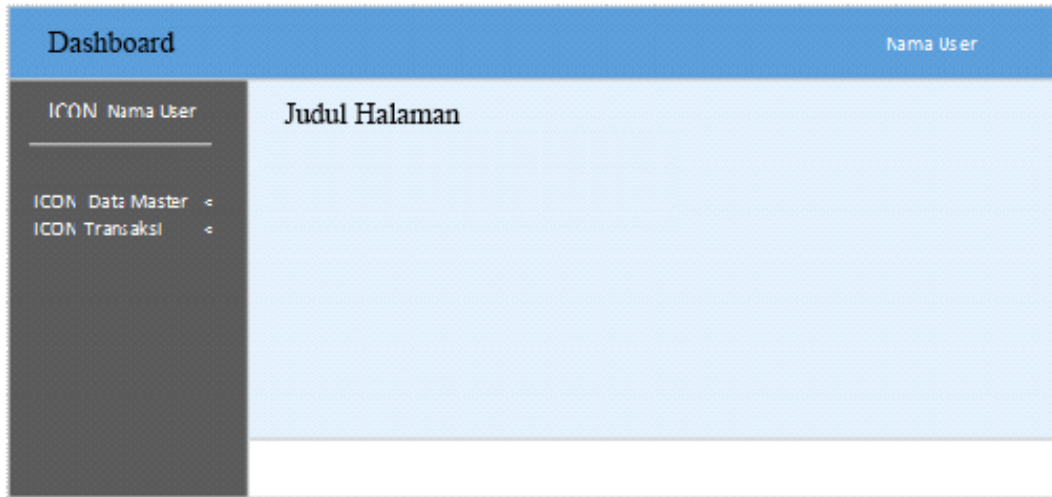 Dashboard
Nama User
ICON Nama User
Judul Halaman
ICON Data Master <
ICON Transaksi <